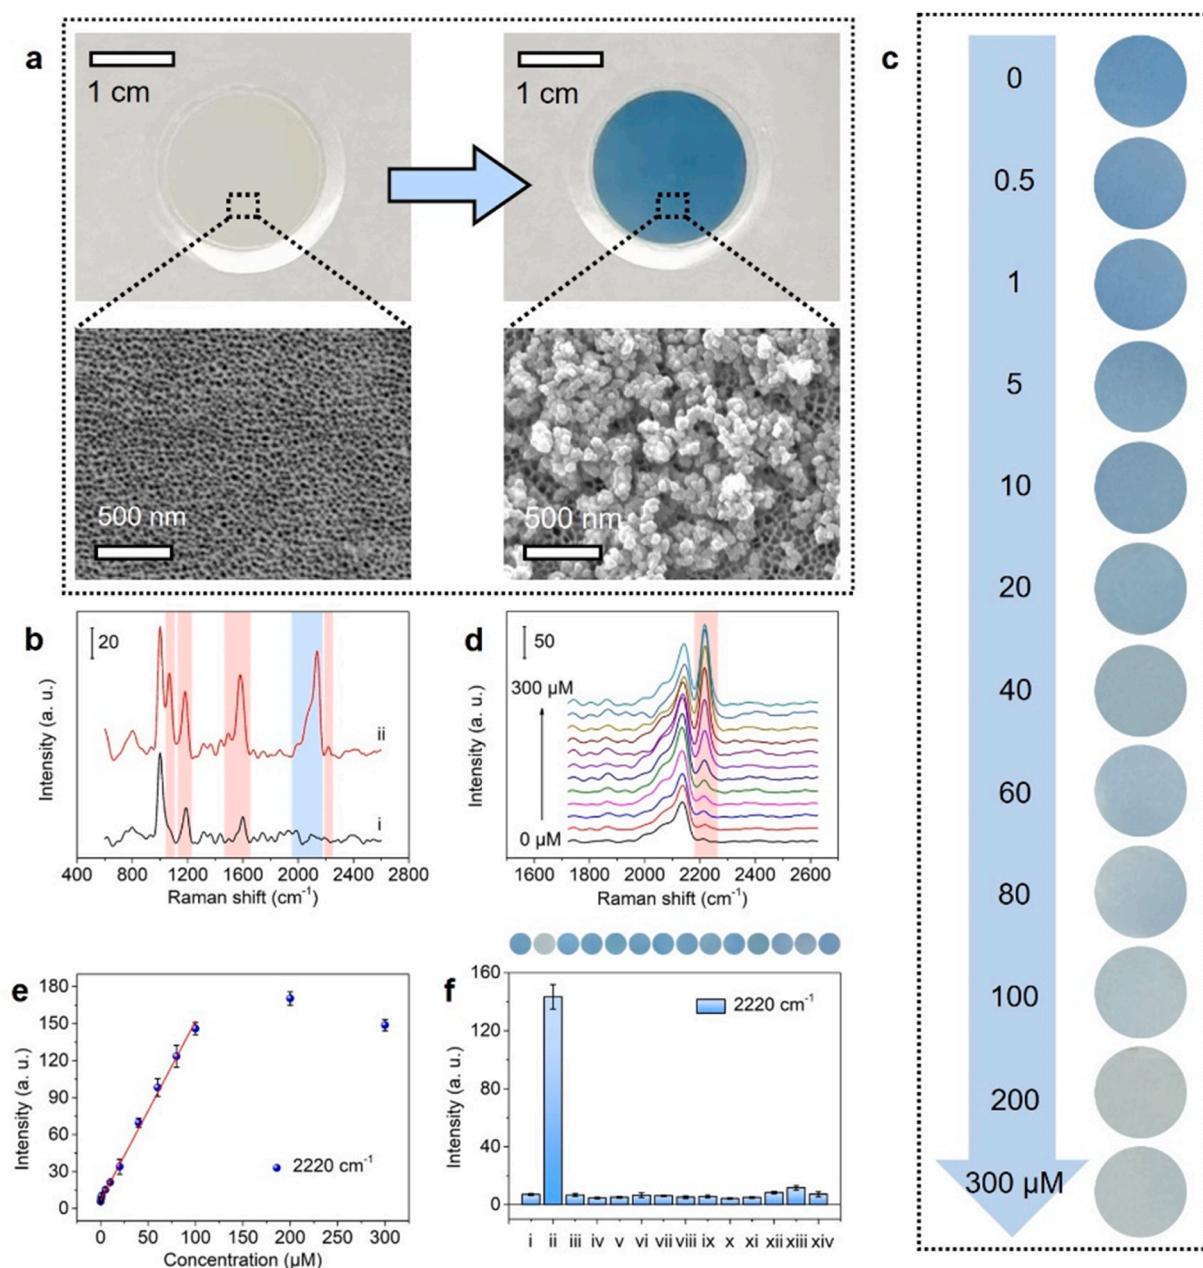 a
1 cm
1 cm
500 nm
500 nm
c
0
0.5
1
5
10
20
40
60
80
100
200
300 µM
b
20
ii
i
Intensity (a. u.)
400 800 1200 1600 2000 2400 2800
Raman shift (cm⁻¹)
d
50
300 µM
0 µM
Intensity (a. u.)
1600 1800 2000 2200 2400 2600
Raman shift (cm⁻¹)
e
180
150
120
90
60
30
0
Intensity (a. u.)
2220 cm⁻¹
0 50 100 150 200 250 300
Concentration (µM)
f
160
120
80
40
0
Intensity (a. u.)
2220 cm⁻¹
i ii iii iv v vi vii viii ix x xi xii xiii xiv